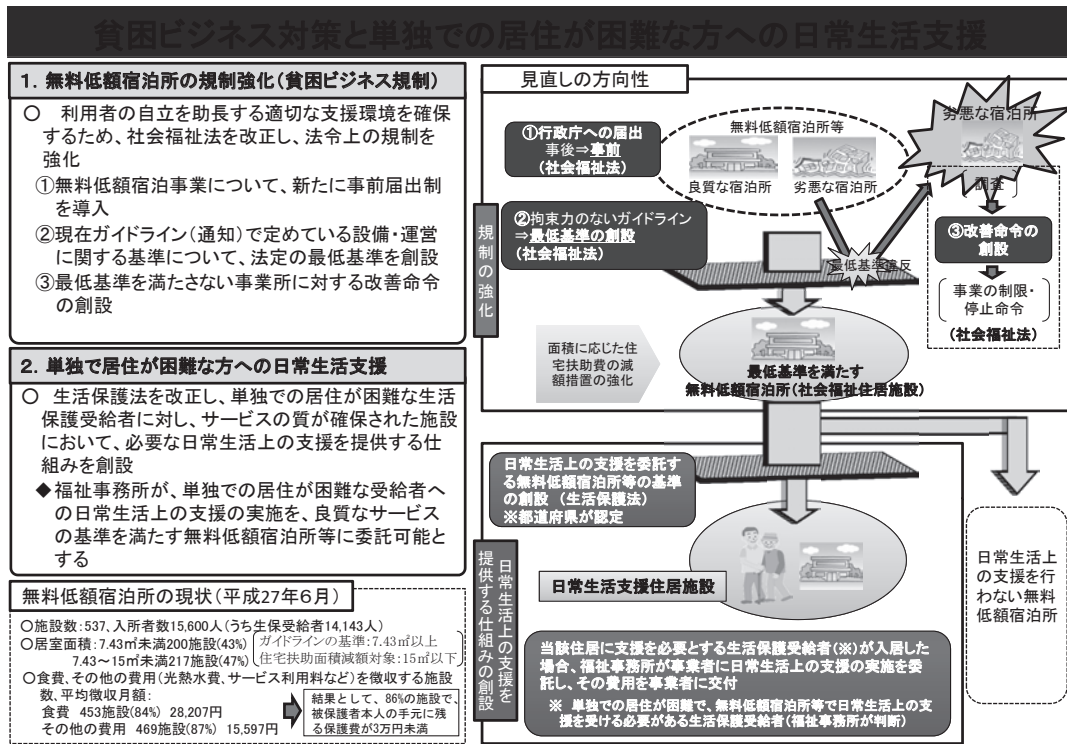 貧困ビジネス対策と単独での居住が困難な方への日常生活支援
１．無料低額宿泊所の規制強化（貧困ビジネス規制）
○　利用者の自立を助長する適切な支援環境を確保
するため、社会福祉法を改正し、法令上の規制を
強化
①無料低額宿泊事業について、新たに事前届出制
を導入
②現在ガイドライン（通知）で定めている設備・運営
に関する基準について、法定の最低基準を創設
③最低基準を満たさない事業所に対する改善命令
の創設
２．単独で居住が困難な方への日常生活支援
○　生活保護法を改正し、単独での居住が困難な生活
保護受給者に対し、サービスの質が確保された施設
において、必要な日常生活上の支援を提供する仕
組みを創設
◆福祉事務所が、単独での居住が困難な受給者へ
の日常生活上の支援の実施を、良質なサービス
の基準を満たす無料低額宿泊所等に委託可能と
する
無料低額宿泊所の現状（平成27年６月）
○施設数：537、入所者数15,600人（うち生保受給者14,143人）
○居室面積：7.43㎡未満200施設(43%)
7.43～15㎡未満217施設(47%)
ガイドラインの基準：7.43㎡以上
住宅扶助面積減額対象：15㎡以下
○食費、その他の費用（光熱水費、サービス利用料など）を徴収する施設
数、平均徴収月額：
食費　453施設(84%)　28,207円
その他の費用　469施設(87%)　15,597円
結果として、86%の施設で、
被保護者本人の手元に残
る保護費が3万円未満
見直しの方向性
規制の強化
①行政庁への届出
事後⇒事前
（社会福祉法）
②拘束力のないガイドライン
⇒最低基準の創設
（社会福祉法）
無料低額宿泊所等
良質な宿泊所
劣悪な宿泊所
劣悪な宿泊所
調査
最低基準違反
③改善命令の
創設
事業の制限・
停止命令
（社会福祉法）
面積に応じた住
宅扶助費の減
額措置の強化
最低基準を満たす
無料低額宿泊所（社会福祉住居施設）
日常生活上の支援を
提供する仕組みの創設
日常生活上の支援を委託す
る無料低額宿泊所等の基準
の創設　（生活保護法）
※都道府県が認定
日常生活支援住居施設
当該住居に支援を必要とする生活保護受給者（※）が入居した
場合、福祉事務所が事業者に日常生活上の支援の実施を委
託し、その費用を事業者に交付
※　単独での居住が困難で、無料低額宿泊所等で日常生活上の支
援を受ける必要がある生活保護受給者（福祉事務所が判断）
日常生活上
の支援を行
わない無料
低額宿泊所